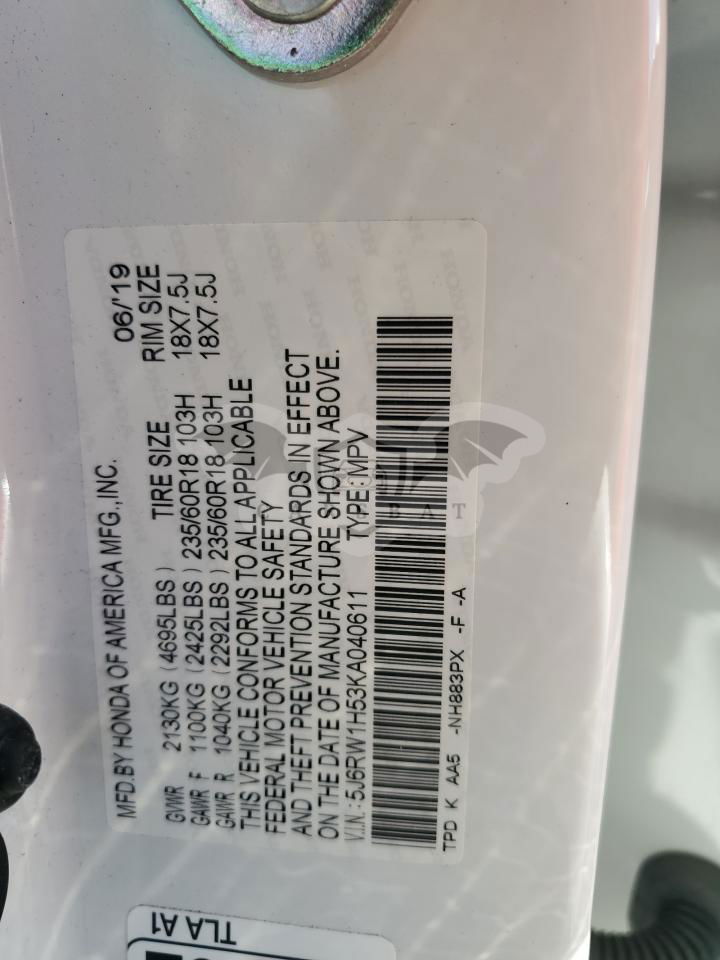 MFD.BY HONDA OF AMERICA MFG.,INC. 06/'19
GVWR 2130KG (4695LBS) TIRE SIZE RIM SIZE
GAWR F 1100KG (2425LBS) 235/60R18 103H 18X7.5J
GAWR R 1040KG (2292LBS) 235/60R18 103H 18X7.5J
THIS VEHICLE CONFORMS TO ALL APPLICABLE
FEDERAL MOTOR VEHICLE SAFETY
AND THEFT PREVENTION STANDARDS IN EFFECT
ON THE DATE OF MANUFACTURE SHOWN ABOVE.
V.I.N.:5J6RW1H53KA040611 TYPE:MPV
TPD K AA5 -NH883PX -F -A
TLA A1